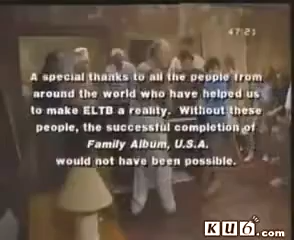 47:21
A special thanks to all the people from
around the world who have helped us
to make ELTB a reality. Without these
people, the successful completion of
Family Album, U.S.A.
would not have been possible.
KU6.com